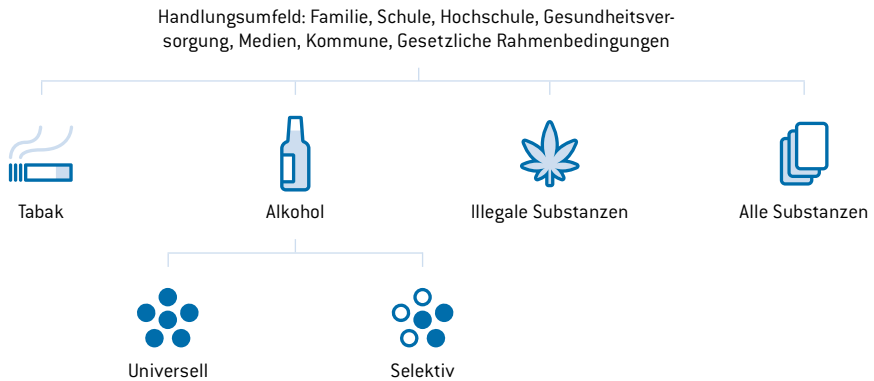 Handlungsumfeld: Familie, Schule, Hochschule, Gesundheitsver-
sorgung, Medien, Kommune, Gesetzliche Rahmenbedingungen
Tabak
Alkohol
Illegale Substanzen
Alle Substanzen
Universell
Selektiv